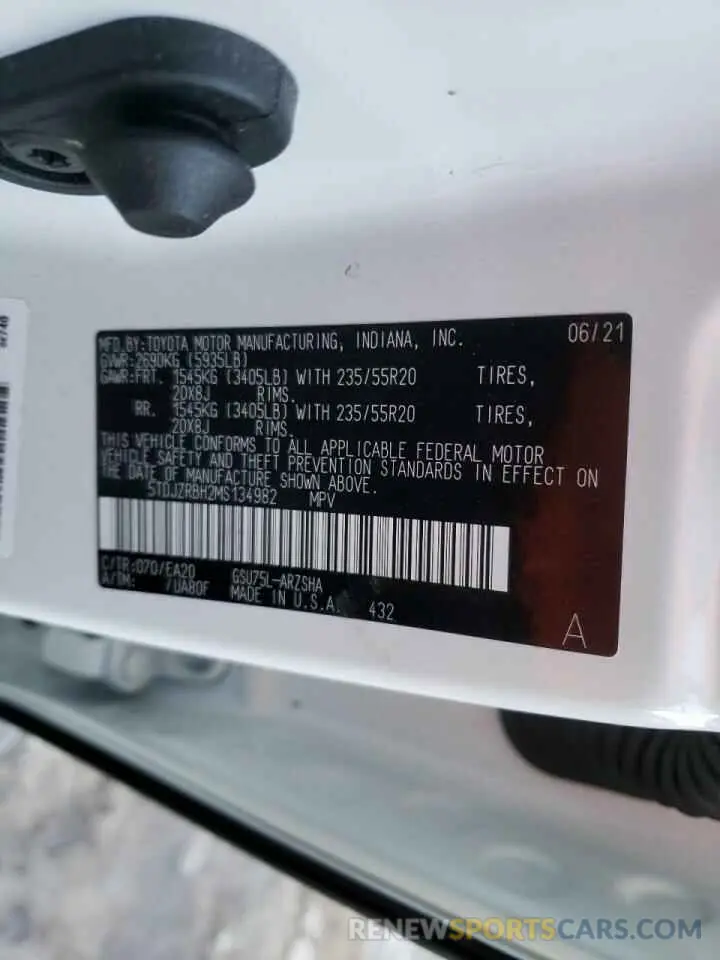 MFD.BY:TOYOTA MOTOR MANUFACTURING, INDIANA, INC. 06/21
GVWR:2690KG (5935LB)
GAWR:FRT. 1545KG (3405LB) WITH 235/55R20 TIRES,
20X8J RIMS.
RR. 1545KG (3405LB) WITH 235/55R20 TIRES,
20X8J RIMS.
THIS VEHICLE CONFORMS TO ALL APPLICABLE FEDERAL MOTOR
VEHICLE SAFETY AND THEFT PREVENTION STANDARDS IN EFFECT ON
THE DATE OF MANUFACTURE SHOWN ABOVE.
5TDJZRBH2MS134982 MPV
C/TR:070/EA20 GSU75L-ARZSHA
A/TM: /UA80F MADE IN U.S.A. 432
A
RENEWSPORTSCARS.COM